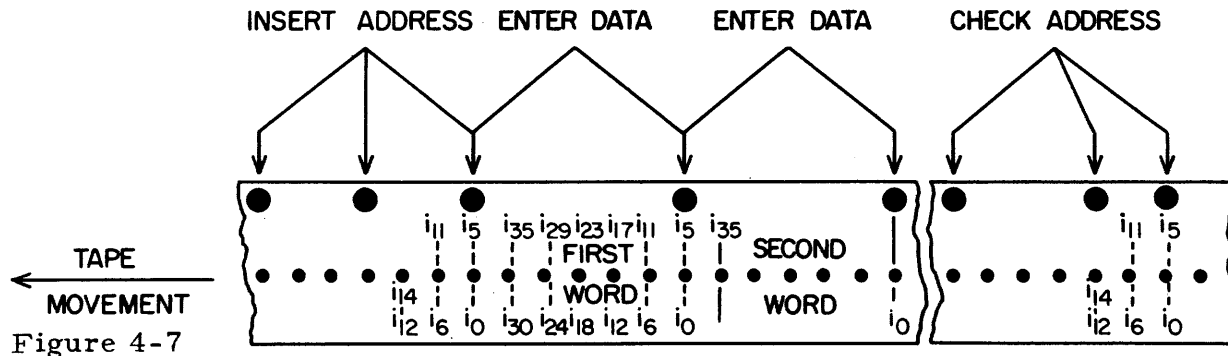 INSERT ADDRESS ENTER DATA ENTER DATA CHECK ADDRESS
i11 i5 i35 i29 i23 i17 i11 i5 i35 i11 i5
FIRST SECOND
TAPE
WORD WORD
MOVEMENT
i14 i14
i12 i6 i0 i30 i24 i18 i12 i6 i0 i0 i12 i6 i0
Figure 4-7